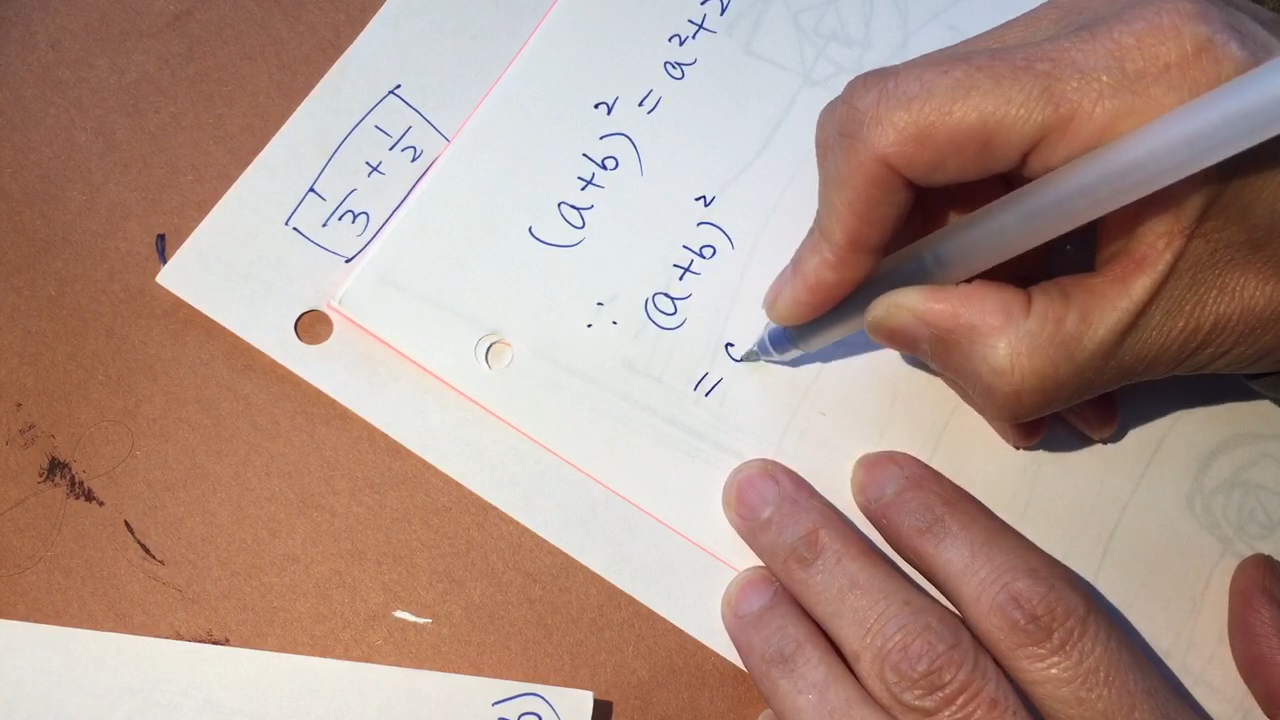 1/3 + 1/2
(a+b)² = a²+2
∴ (a+b)²
=